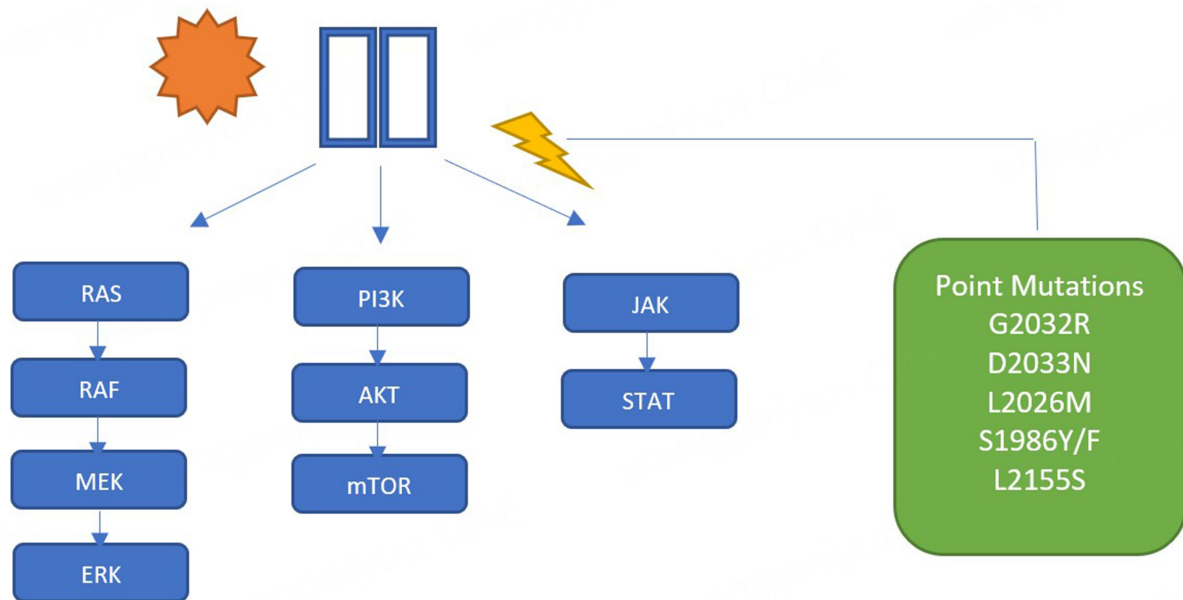 RAS
RAF
MEK
ERK
PI3K
AKT
mTOR
JAK
STAT
Point Mutations
G2032R
D2033N
L2026M
S1986Y/F
L2155S